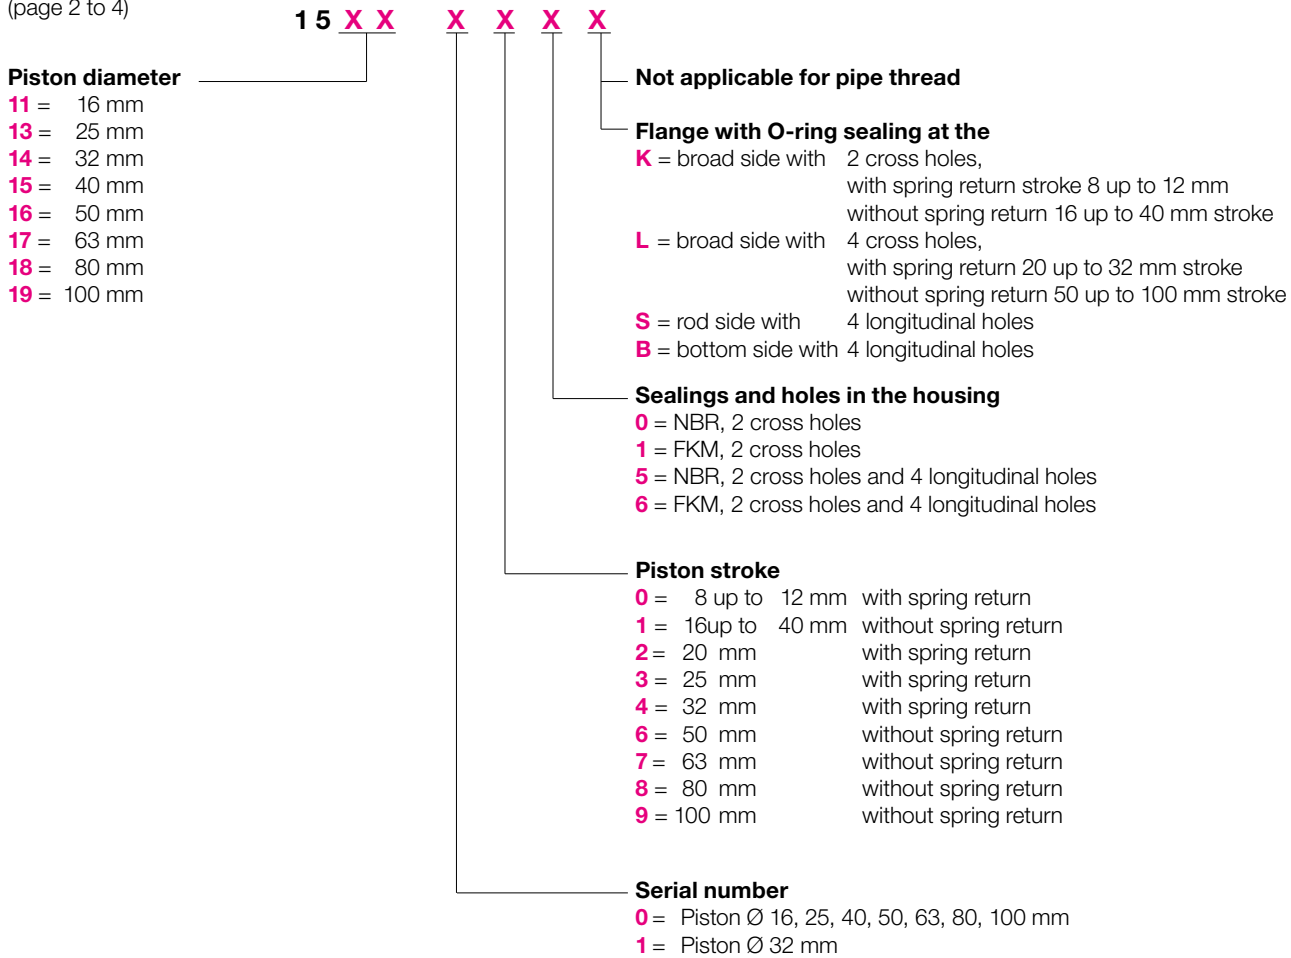 (page 2 to 4)
1 5 X X X X X X
Piston diameter
11 = 16 mm
13 = 25 mm
14 = 32 mm
15 = 40 mm
16 = 50 mm
17 = 63 mm
18 = 80 mm
19 = 100 mm
Not applicable for pipe thread
Flange with O-ring sealing at the
K = broad side with 2 cross holes,
with spring return stroke 8 up to 12 mm
without spring return 16 up to 40 mm stroke
L = broad side with 4 cross holes,
with spring return 20 up to 32 mm stroke
without spring return 50 up to 100 mm stroke
S = rod side with 4 longitudinal holes
B = bottom side with 4 longitudinal holes
Sealings and holes in the housing
0 = NBR, 2 cross holes
1 = FKM, 2 cross holes
5 = NBR, 2 cross holes and 4 longitudinal holes
6 = FKM, 2 cross holes and 4 longitudinal holes
Piston stroke
0 = 8 up to 12 mm with spring return
1 = 16up to 40 mm without spring return
2 = 20 mm with spring return
3 = 25 mm with spring return
4 = 32 mm with spring return
6 = 50 mm without spring return
7 = 63 mm without spring return
8 = 80 mm without spring return
9 = 100 mm without spring return
Serial number
0 = Piston Ø 16, 25, 40, 50, 63, 80, 100 mm
1 = Piston Ø 32 mm